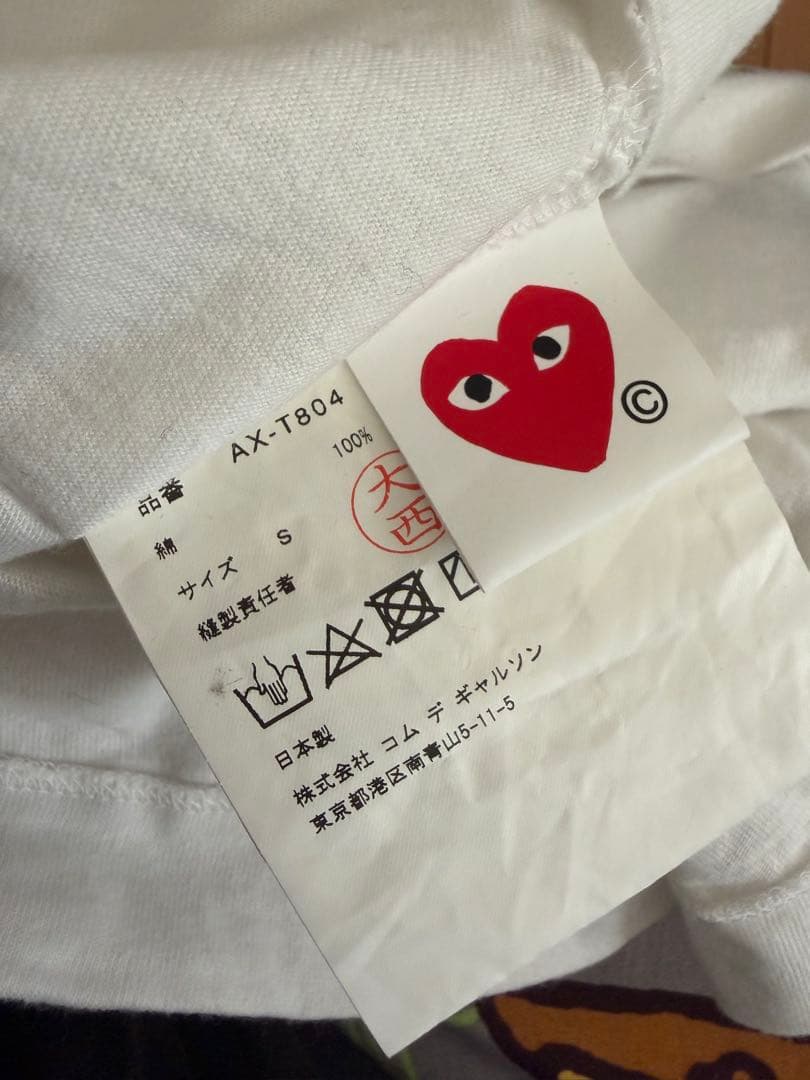 ©
品番 AX-T804
綿 100%
サイズ S
縫製責任者 大西
日本製
株式会社 コム デ ギャルソン
東京都港区南青山5-11-5